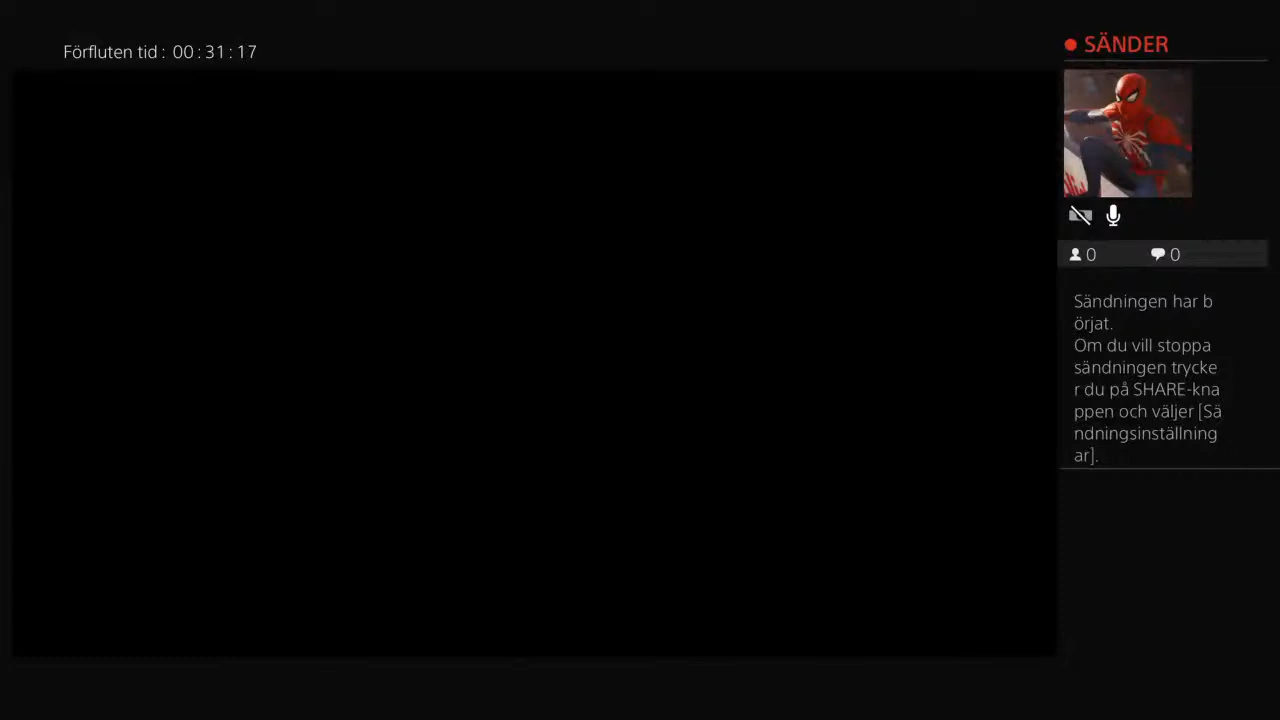 Förfluten tid : 00 : 31 : 17
SÄNDER
0 0
Sändningen har b
örjat.
Om du vill stoppa
sändningen trycke
r du på SHARE-kna
ppen och väljer [Sä
ndningsinställning
ar].